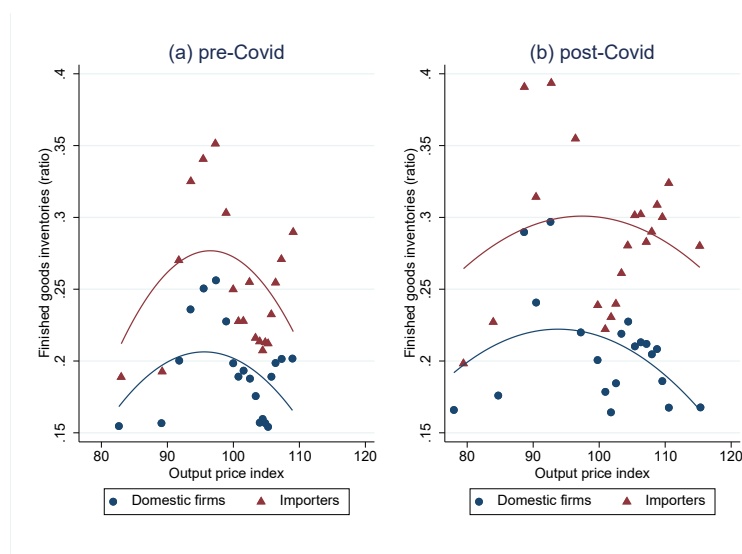 (a) pre-Covid
Finished goods inventories (ratio)
.4
.35
.3
.25
.2
.15
80 100 120
Output price index
Domestic firms Importers
(b) post-Covid
Finished goods inventories (ratio)
.4
.35
.3
.25
.2
.15
80 90 100 110 120
Output price index
Domestic firms Importers